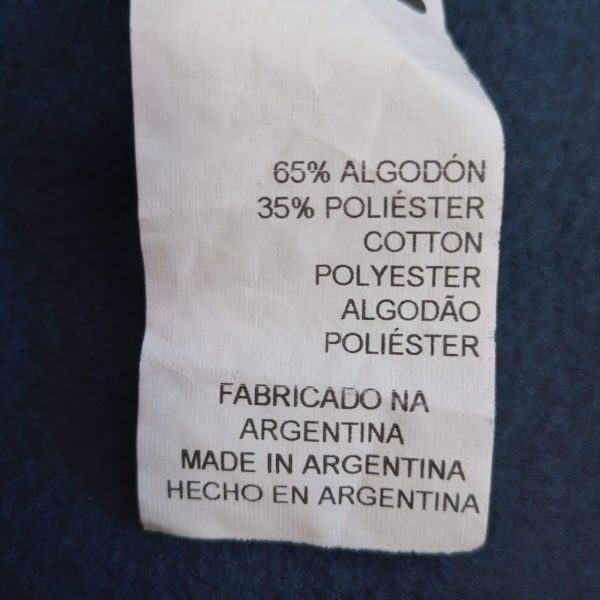 65% ALGODÓN
35% POLIÉSTER
COTTON
POLYESTER
ALGODÃO
POLIÉSTER
FABRICADO NA
ARGENTINA
MADE IN ARGENTINA
HECHO EN ARGENTINA